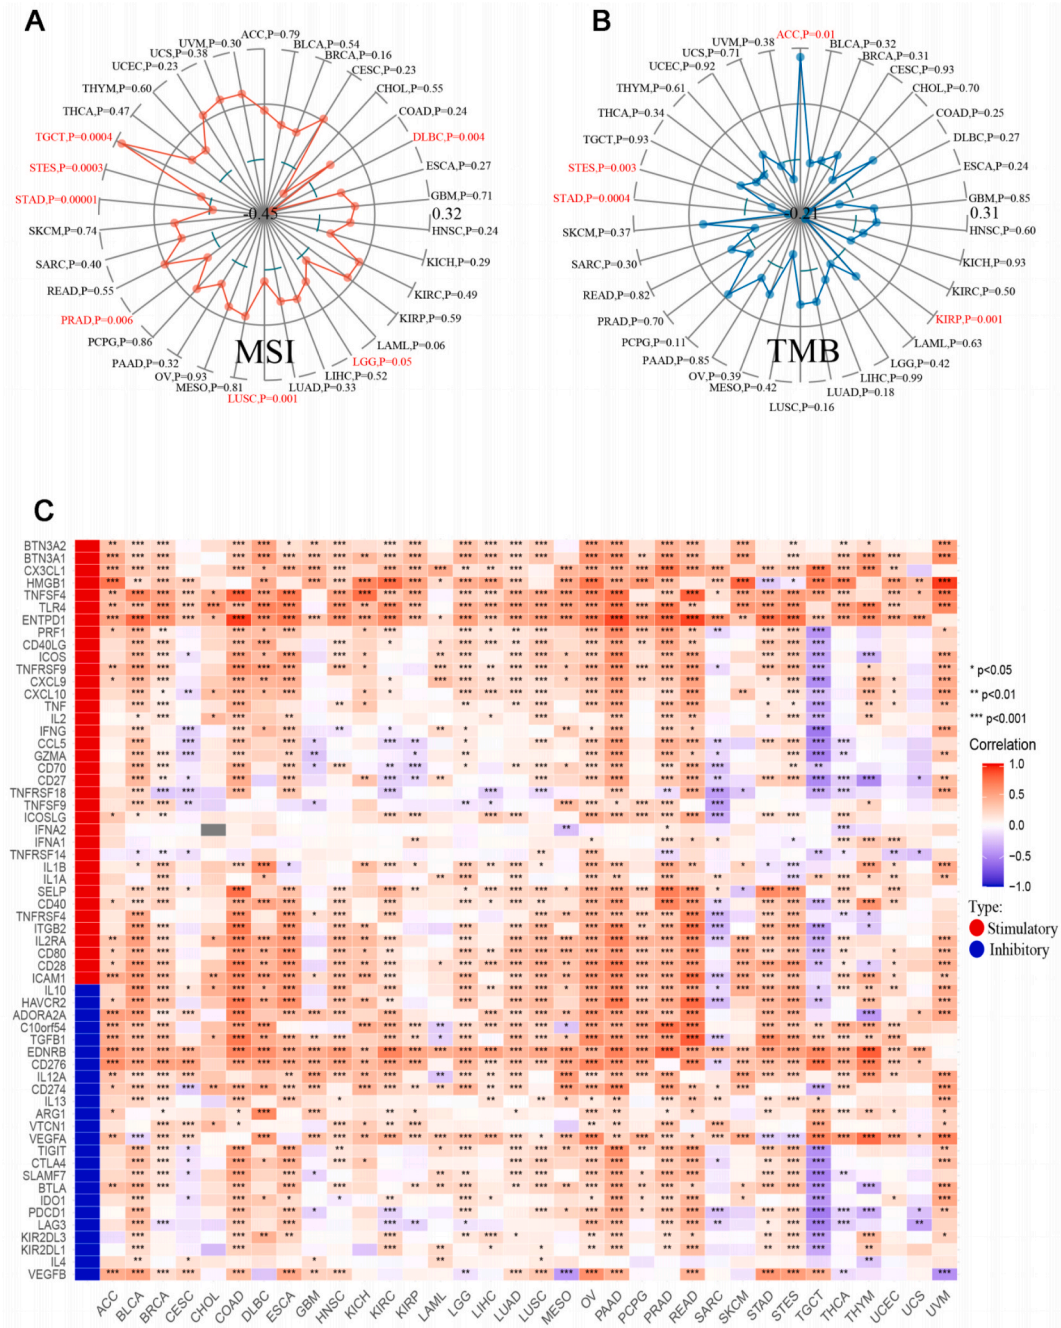 A
ACC,P=0.79
BLCA,P=0.54
BRCA,P=0.16
CESC,P=0.23
CHOL,P=0.55
COAD,P=0.24
DLBC,P=0.004
ESCA,P=0.27
GBM,P=0.71
0.32
HNSC,P=0.24
KICH,P=0.29
KIRC,P=0.49
KIRP,P=0.59
LAML,P=0.06
LGG,P=0.05
LIHC,P=0.52
LUAD,P=0.33
LUSC,P=0.001
MESO,P=0.81
OV,P=0.93
PAAD,P=0.32
PCPG,P=0.86
PRAD,P=0.006
READ,P=0.55
SARC,P=0.40
SKCM,P=0.74
STAD,P=0.00001
STES,P=0.0003
TGCT,P=0.0004
THCA,P=0.47
THYM,P=0.60
UCEC,P=0.23
UCS,P=0.38
UVM,P=0.30
-0.45
MSI
B
ACC,P=0.01
BLCA,P=0.32
BRCA,P=0.31
CESC,P=0.93
CHOL,P=0.70
COAD,P=0.25
DLBC,P=0.27
ESCA,P=0.24
GBM,P=0.85
0.31
HNSC,P=0.60
KICH,P=0.93
KIRC,P=0.50
KIRP,P=0.001
LAML,P=0.63
LGG,P=0.42
LIHC,P=0.99
LUAD,P=0.18
LUSC,P=0.16
MESO,P=0.42
OV,P=0.39
PAAD,P=0.85
PCPG,P=0.11
PRAD,P=0.70
READ,P=0.82
SARC,P=0.30
SKCM,P=0.37
STAD,P=0.0004
STES,P=0.003
TGCT,P=0.93
THCA,P=0.34
THYM,P=0.61
UCEC,P=0.92
UCS,P=0.71
UVM,P=0.38
-0.21
TMB
C
BTN3A2
BTN3A1
CX3CL1
HMGB1
TNFSF4
TLR4
ENTPD1
PRF1
CD40LG
ICOS
TNFRSF9
CXCL9
CXCL10
TNF
IL2
IFNG
CCL5
GZMA
CD70
CD27
TNFRSF18
TNFSF9
ICOSLG
IFNA2
IFNA1
TNFRSF14
IL1B
IL1A
SELP
CD40
TNFRSF4
ITGB2
IL2RA
CD80
CD28
ICAM1
IL10
HAVCR2
ADORA2A
C10orf54
TGFB1
EDNRB
CD276
IL12A
CD274
IL13
ARG1
VTCN1
VEGFA
TIGIT
CTLA4
SLAMF7
BTLA
IDO1
PDCD1
LAG3
KIR2DL3
KIR2DL1
IL4
VEGFB
ACC BLCA BRCA CESC CHOL COAD DLBC ESCA GBM HNSC KICH KIRC KIRP LAML LGG LIHC LUAD LUSC MESO OV PAAD PCPG PRAD READ SARC SKCM STAD STES TGCT THCA THYM UCEC UCS UVM
* p<0.05
** p<0.01
*** p<0.001
Correlation
1.0
0.5
0.0
−0.5
−1.0
Type:
Stimulatory
Inhibitory